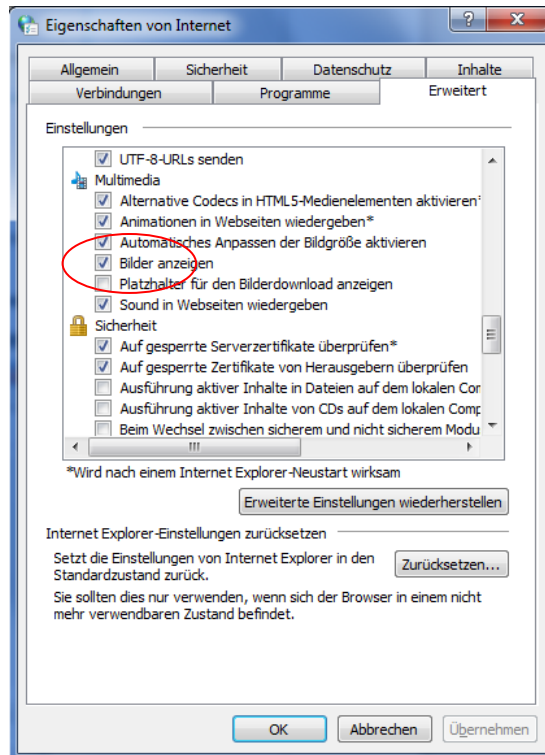 Eigenschaften von Internet
Allgemein Sicherheit Datenschutz Inhalte
Verbindungen Programme Erweitert
Einstellungen
UTF-8-URLs senden
Multimedia
Alternative Codecs in HTML5-Medienelementen aktivieren*
Animationen in Webseiten wiedergeben*
Automatisches Anpassen der Bildgröße aktivieren
Bilder anzeigen
Platzhalter für den Bilderdownload anzeigen
Sound in Webseiten wiedergeben
Sicherheit
Auf gesperrte Serverzertifikate überprüfen*
Auf gesperrte Zertifikate von Herausgebern überprüfen
Ausführung aktiver Inhalte in Dateien auf dem lokalen Con
Ausführung aktiver Inhalte von CDs auf dem lokalen Comp
Beim Wechsel zwischen sicherem und nicht sicherem Modu
*Wird nach einem Internet Explorer-Neustart wirksam
Erweiterte Einstellungen wiederherstellen
Internet Explorer-Einstellungen zurücksetzen
Setzt die Einstellungen von Internet Explorer in den
Standardzustand zurück.
Zurücksetzen...
Sie sollten dies nur verwenden, wenn sich der Browser in einem nicht
mehr verwendbaren Zustand befindet.
OK Abbrechen Übernehmen